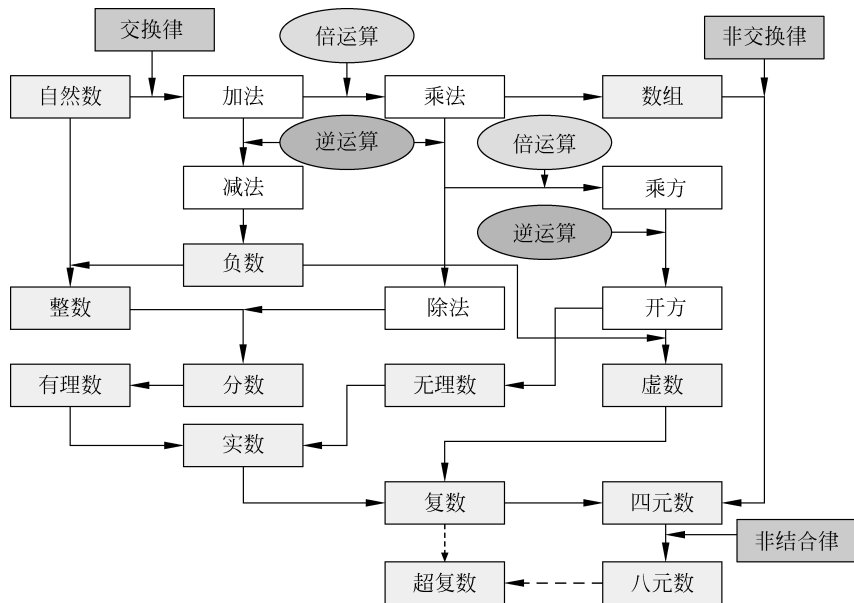 交换律
倍运算
非交换律
自然数
加法
乘法
数组
逆运算
倍运算
减法
乘方
逆运算
负数
整数
除法
开方
有理数
分数
无理数
虚数
实数
复数
四元数
非结合律
超复数
八元数